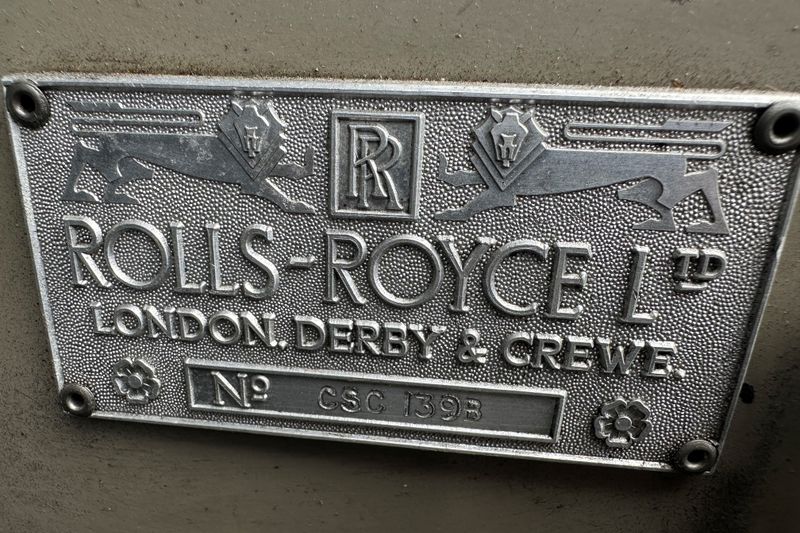 RR
ROLLS-ROYCE LTD
LONDON, DERBY & CREWE.
Nº CSC 139B